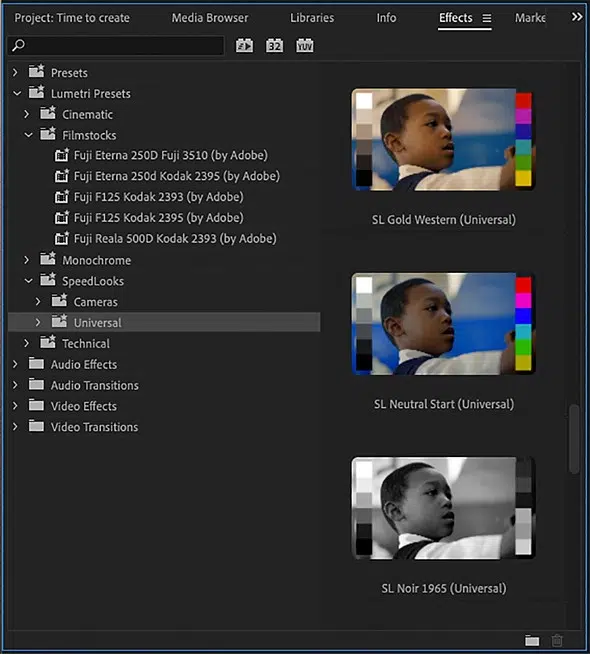 Project: Time to create Media Browser Libraries Info Effects Marke
32 YUV
Presets
Lumetri Presets
Cinematic
Filmstocks
Fuji Eterna 250D Fuji 3510 (by Adobe)
Fuji Eterna 250d Kodak 2395 (by Adobe)
Fuji F125 Kodak 2393 (by Adobe)
Fuji F125 Kodak 2395 (by Adobe)
Fuji Reala 500D Kodak 2393 (by Adobe)
Monochrome
SpeedLooks
Cameras
Universal
Technical
Audio Effects
Audio Transitions
Video Effects
Video Transitions
SL Gold Western (Universal)
SL Neutral Start (Universal)
SL Noir 1965 (Universal)